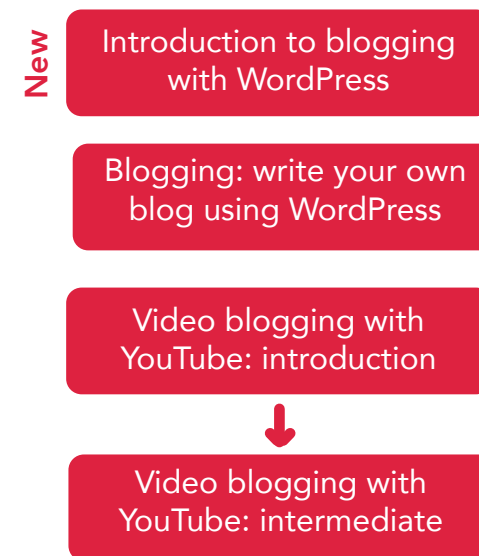 New
Introduction to blogging
with WordPress
Blogging: write your own
blog using WordPress
Video blogging with
YouTube: introduction
Video blogging with
YouTube: intermediate